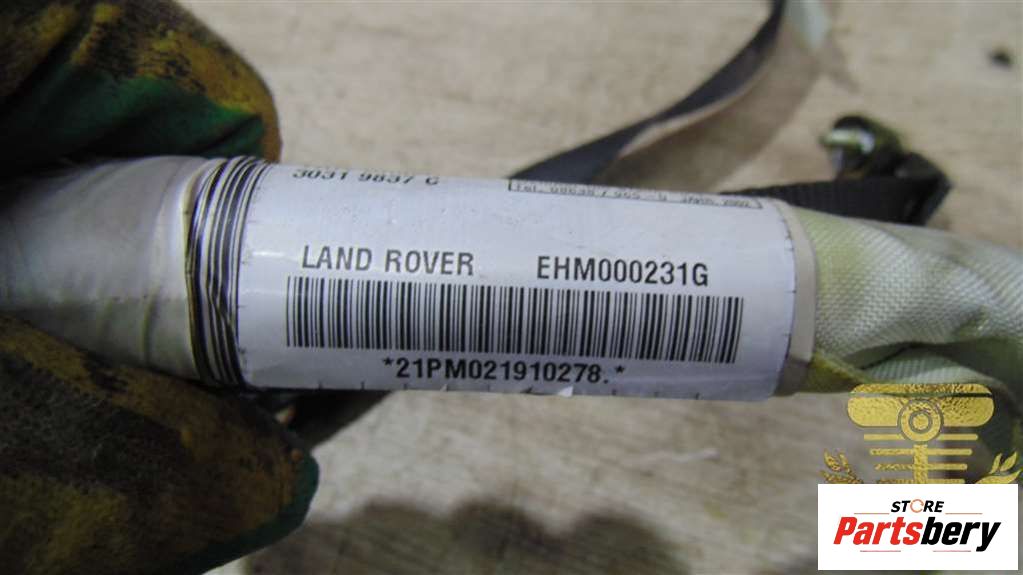 3031 9837 C
LAND ROVER EHM000231G
*21PM021910278.*
STORE
Partsbery